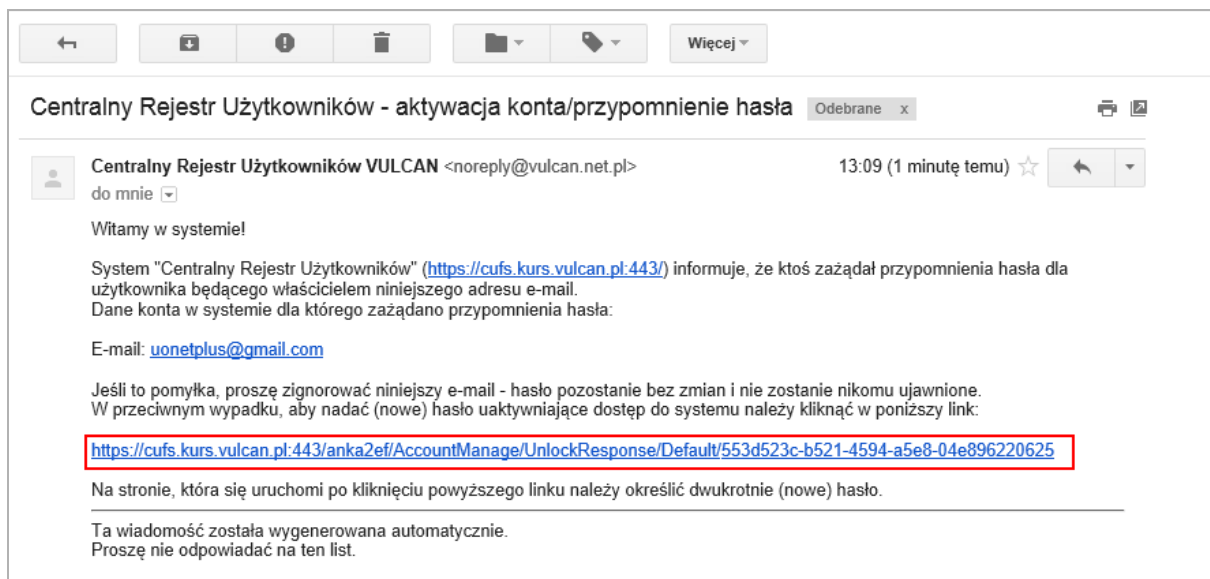 Więcej
Centralny Rejestr Użytkowników - aktywacja konta/przypomnienie hasła Odebrane x
Centralny Rejestr Użytkowników VULCAN <noreply@vulcan.net.pl> 13:09 (1 minutę temu)
do mnie
Witamy w systemie!
System "Centralny Rejestr Użytkowników" (https://cufs.kurs.vulcan.pl:443/) informuje, że ktoś zażądał przypomnienia hasła dla
użytkownika będącego właścicielem niniejszego adresu e-mail.
Dane konta w systemie dla którego zażądano przypomnienia hasła:
E-mail: uonetplus@gmail.com
Jeśli to pomyłka, proszę zignorować niniejszy e-mail - hasło pozostanie bez zmian i nie zostanie nikomu ujawnione.
W przeciwnym wypadku, aby nadać (nowe) hasło uaktywniające dostęp do systemu należy kliknąć w poniższy link:
https://cufs.kurs.vulcan.pl:443/anka2ef/AccountManage/UnlockResponse/Default/553d523c-b521-4594-a5e8-04e896220625
Na stronie, która się uruchomi po kliknięciu powyższego linku należy określić dwukrotnie (nowe) hasło.
Ta wiadomość została wygenerowana automatycznie.
Proszę nie odpowiadać na ten list.